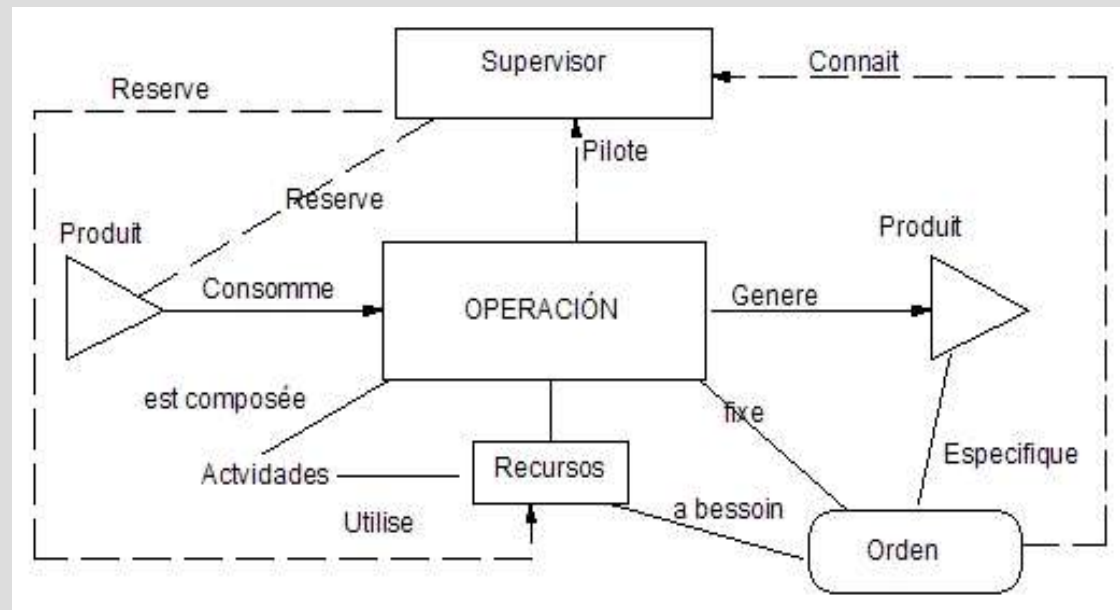 Supervisor
Connait
Reserve
Pilote
Reserve
Produit
Produit
Consomme
OPERACIÓN
Genere
est composée
fixe
Especifique
Actvidades
Recursos
a bessoin
Utilise
Orden